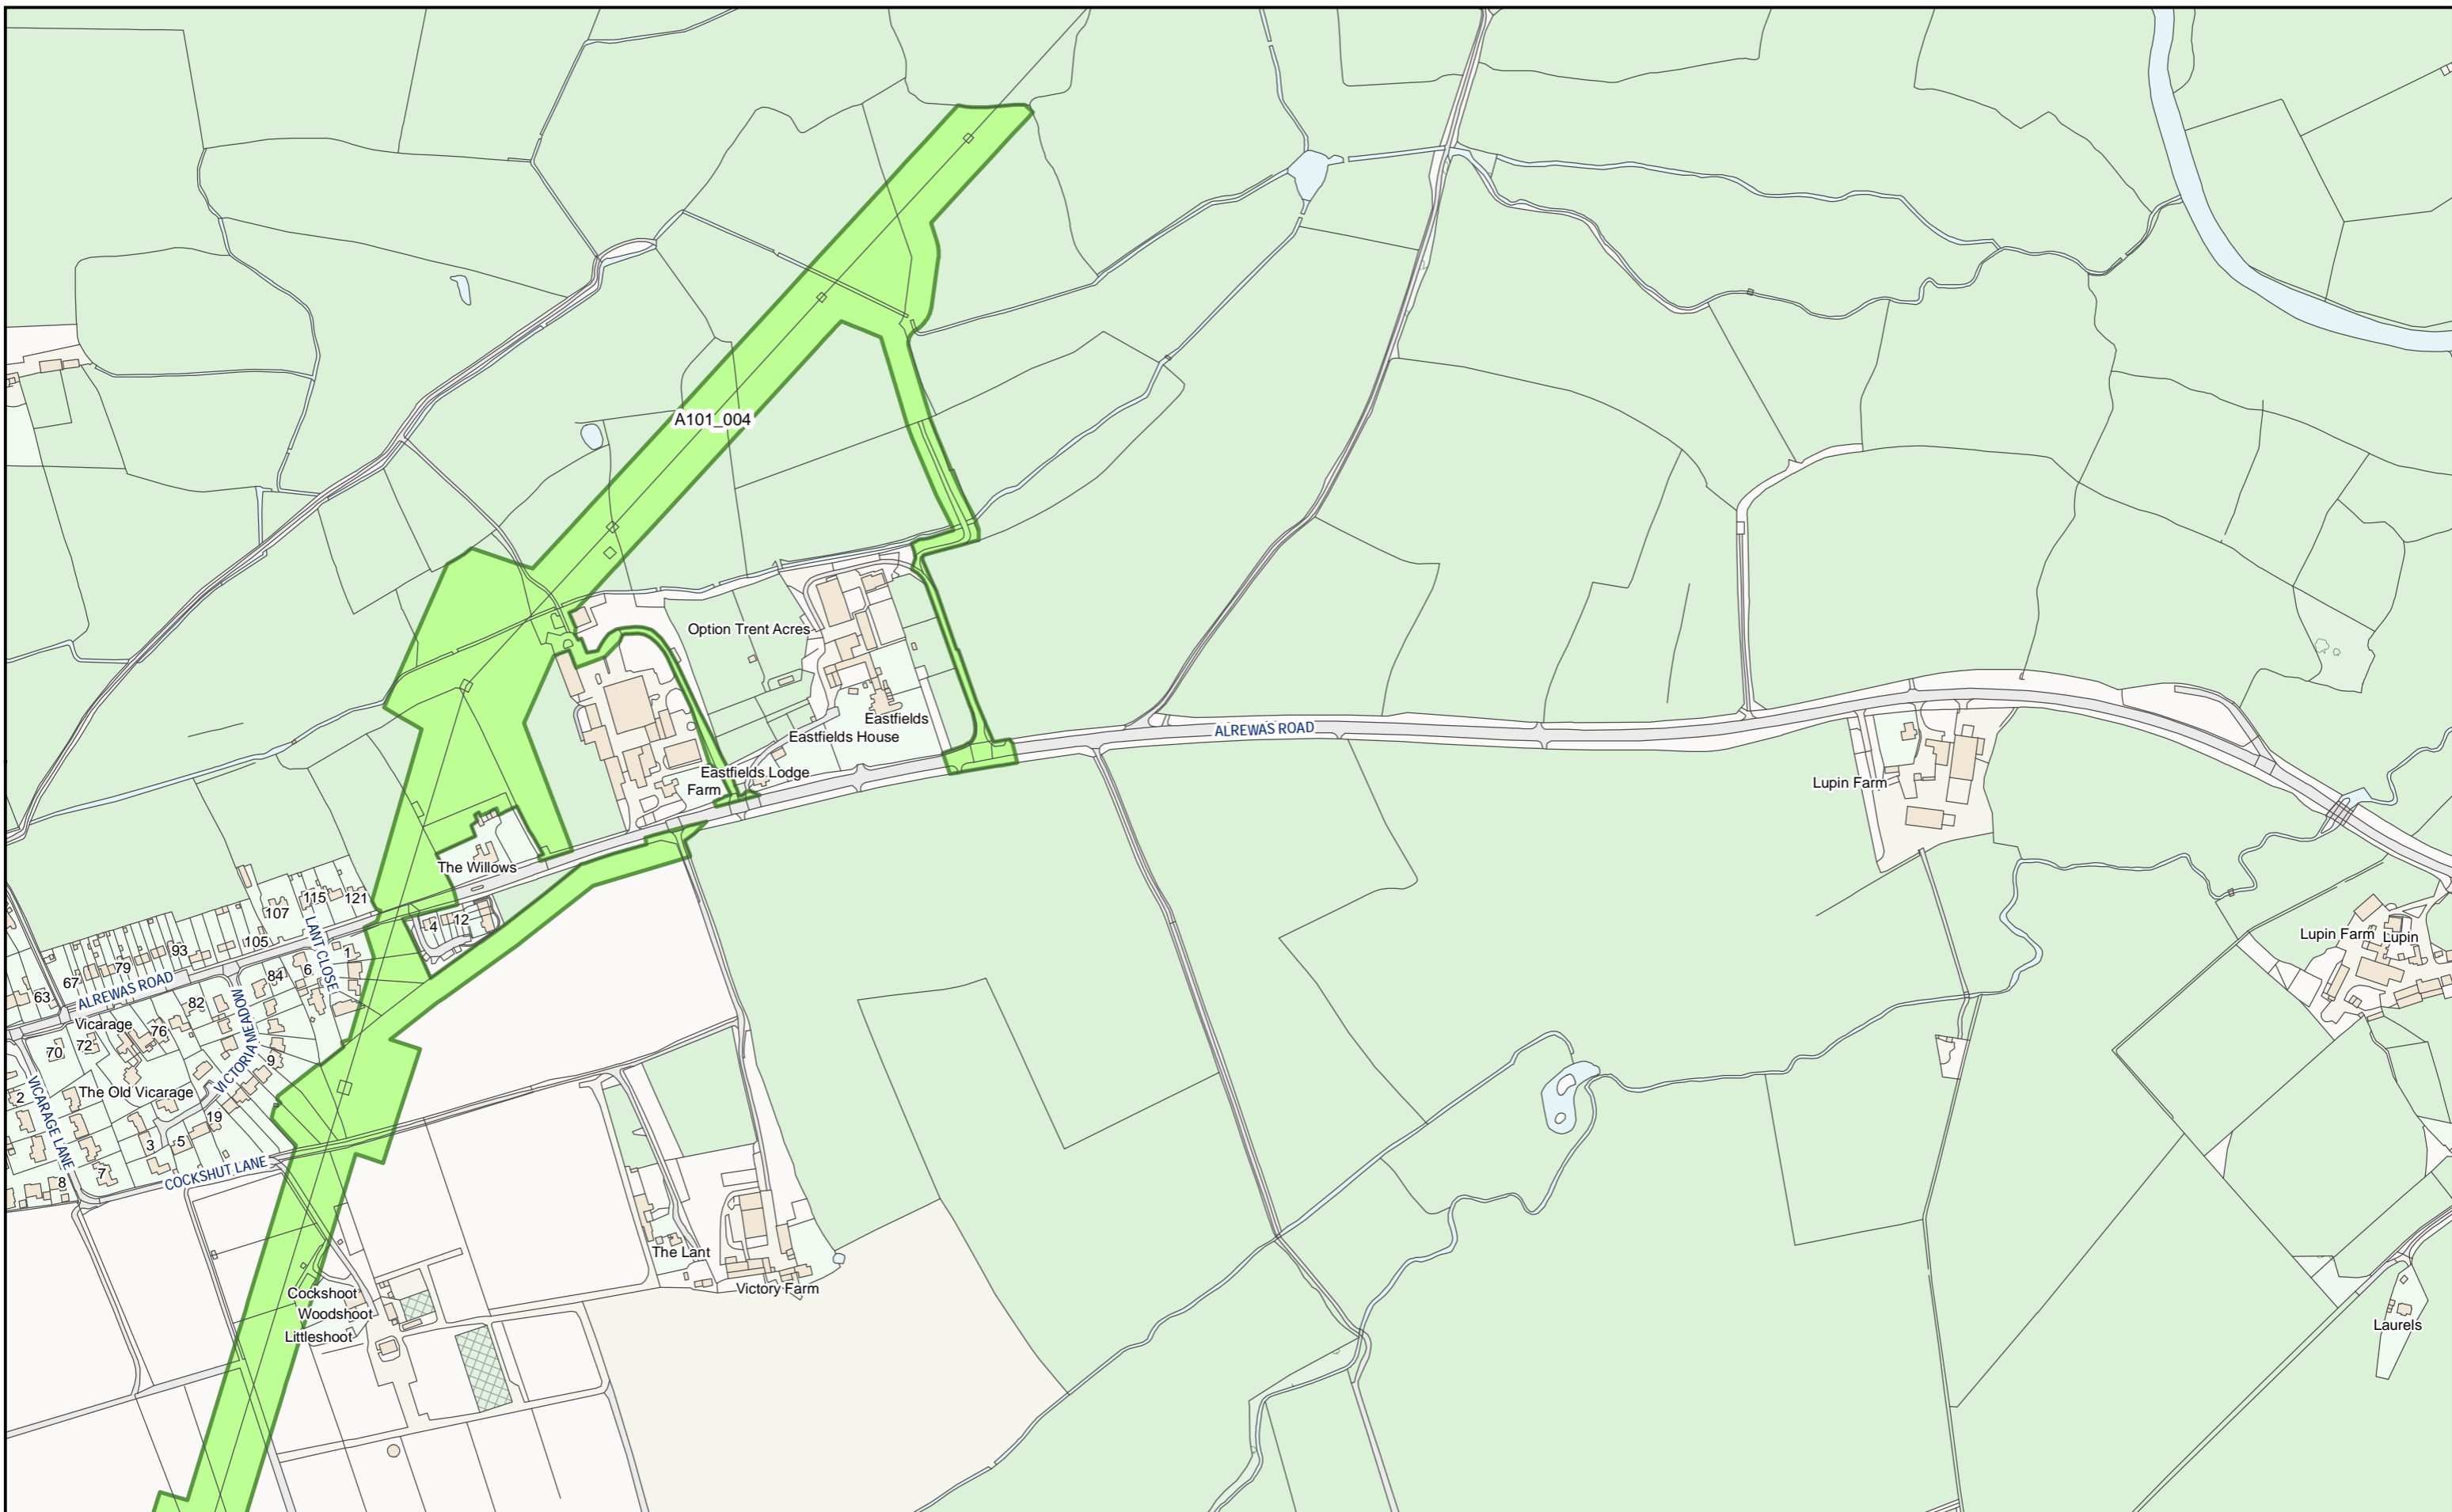 A101_004
Option Trent Acres
Eastfields
Eastfields House
ALREWAS ROAD
Eastfields Lodge
Farm
Lupin Farm
The Willows
115
121
107
4
12
LANT CLOSE
105
93
1
79
6
84
67
63
ALREWAS ROAD
82
VICTORIA MEADOW
Vicarage
76
72
70
9
The Old Vicarage
2
VICARAGE LANE
19
3
5
7
8
COCKSHUT LANE
Lupin Farm
Lupin
The Lant
Victory Farm
Cockshoot
Woodshoot
Littleshoot
Laurels